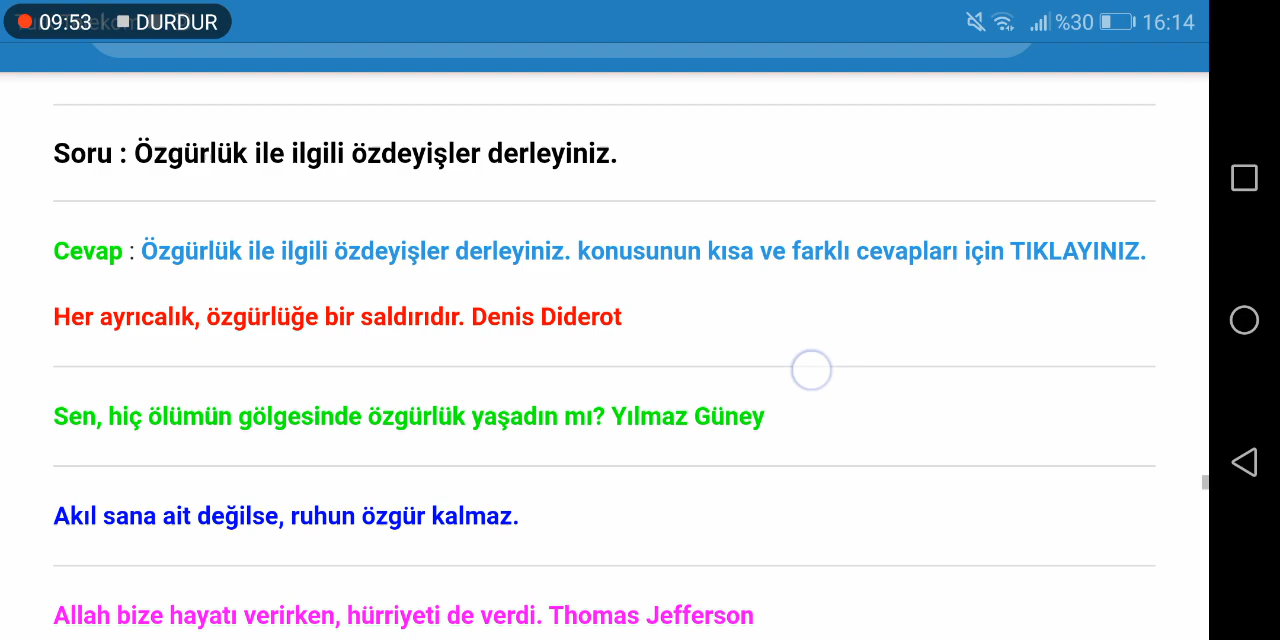 09:53 DURDUR %30 16:14
Soru : Özgürlük ile ilgili özdeyişler derleyiniz.
Cevap : Özgürlük ile ilgili özdeyişler derleyiniz. konusunun kısa ve farklı cevapları için TIKLAYINIZ.
Her ayrıcalık, özgürlüğe bir saldırıdır. Denis Diderot
Sen, hiç ölümün gölgesinde özgürlük yaşadın mı? Yılmaz Güney
Akıl sana ait değilse, ruhun özgür kalmaz.
Allah bize hayatı verirken, hürriyeti de verdi. Thomas Jefferson